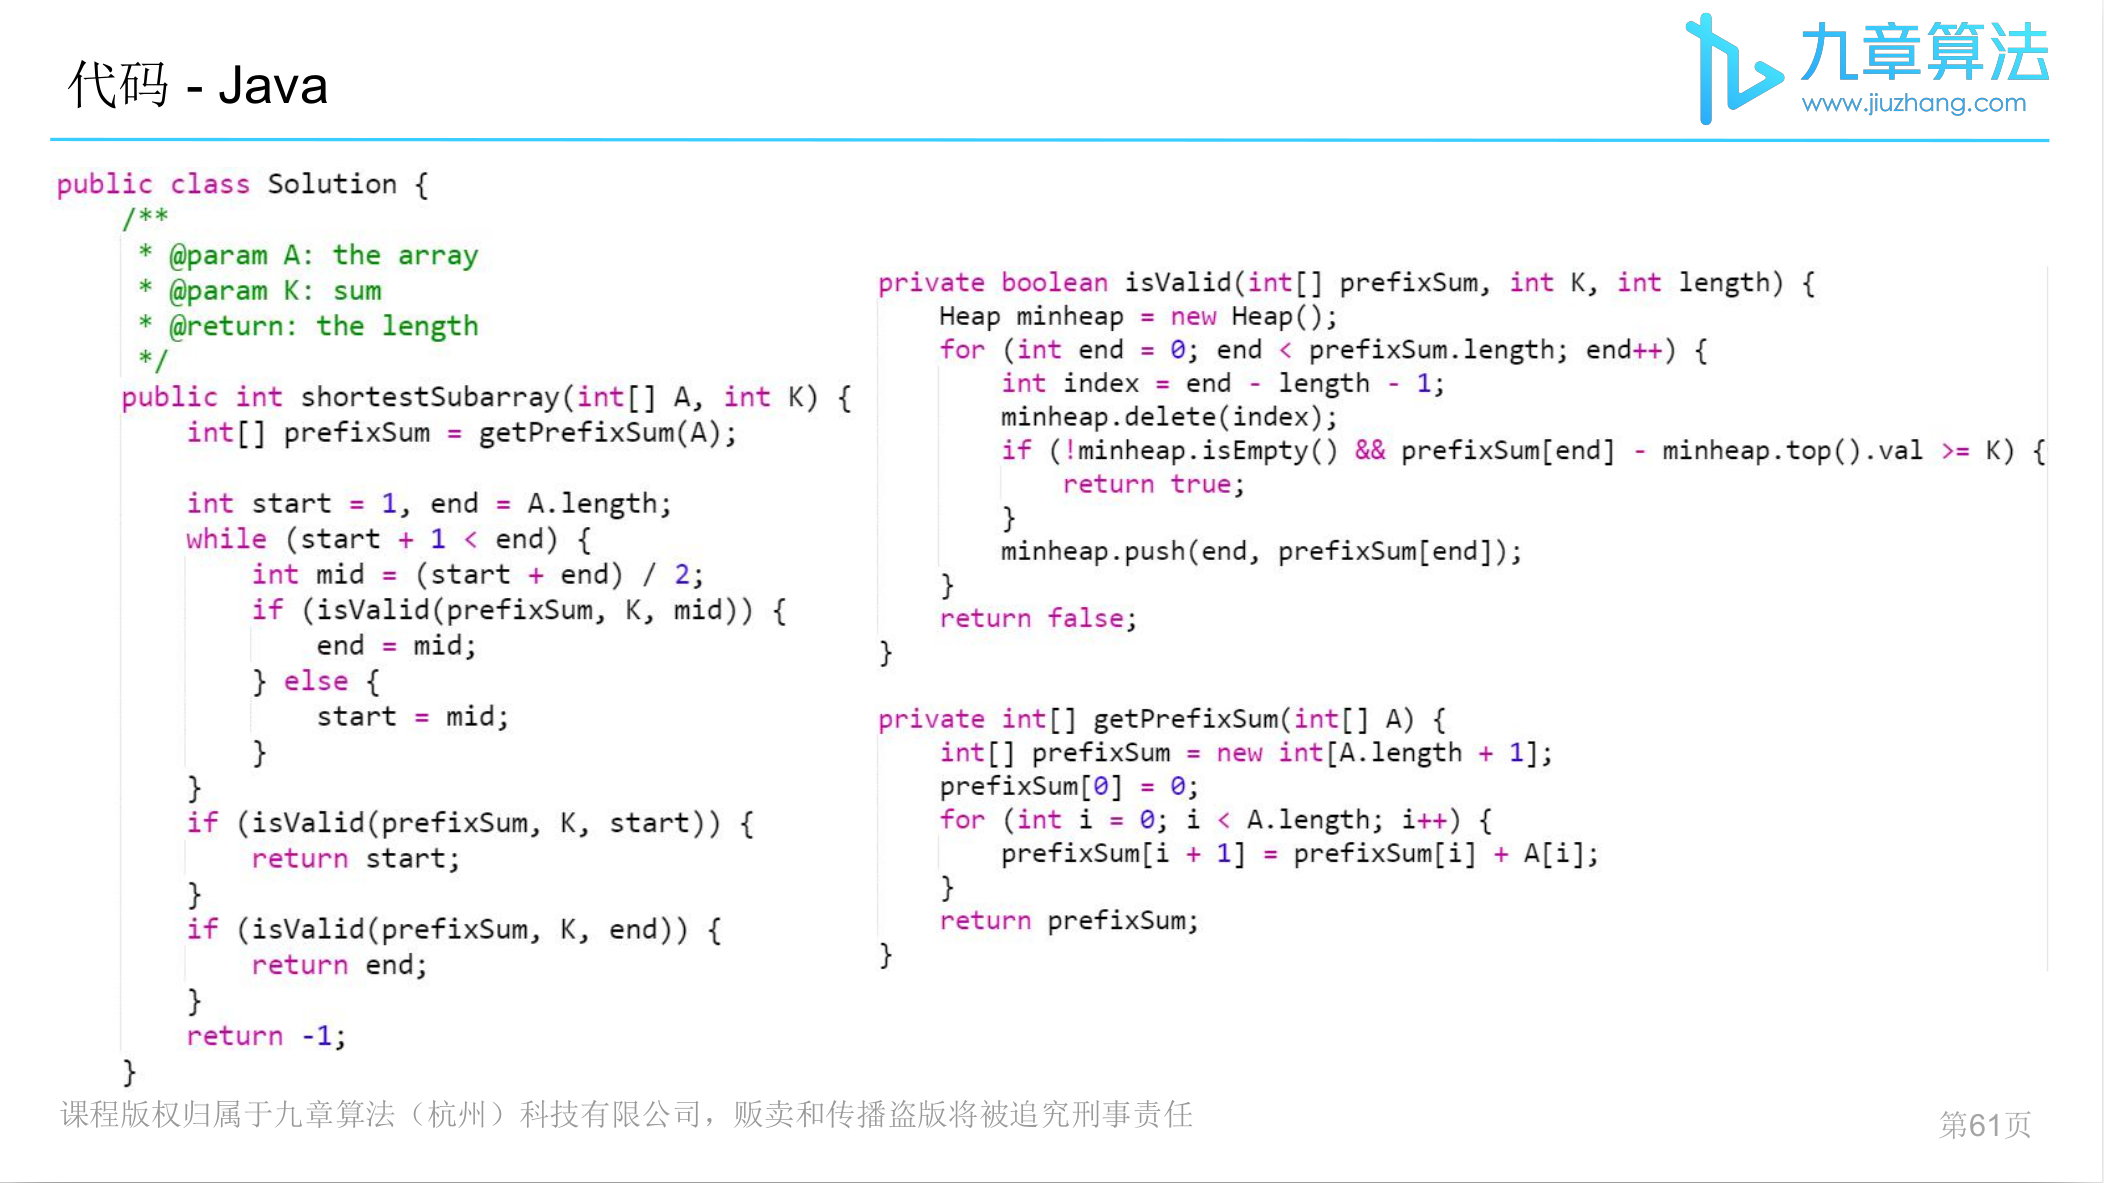 代码 - Java
九章算法
www.jiuzhang.com
public class Solution {
    /**
     * @param A: the array
     * @param K: sum
     * @return: the length
     */
    public int shortestSubarray(int[] A, int K) {
        int[] prefixSum = getPrefixSum(A);

        int start = 1, end = A.length;
        while (start + 1 < end) {
            int mid = (start + end) / 2;
            if (isValid(prefixSum, K, mid)) {
                end = mid;
            } else {
                start = mid;
            }
        }
        if (isValid(prefixSum, K, start)) {
            return start;
        }
        if (isValid(prefixSum, K, end)) {
            return end;
        }
        return -1;
    }
private boolean isValid(int[] prefixSum, int K, int length) {
    Heap minheap = new Heap();
    for (int end = 0; end < prefixSum.length; end++) {
        int index = end - length - 1;
        minheap.delete(index);
        if (!minheap.isEmpty() && prefixSum[end] - minheap.top().val >= K) {
            return true;
        }
        minheap.push(end, prefixSum[end]);
    }
    return false;
}

private int[] getPrefixSum(int[] A) {
    int[] prefixSum = new int[A.length + 1];
    prefixSum[0] = 0;
    for (int i = 0; i < A.length; i++) {
        prefixSum[i + 1] = prefixSum[i] + A[i];
    }
    return prefixSum;
}
课程版权归属于九章算法（杭州）科技有限公司，贩卖和传播盗版将被追究刑事责任
第61页